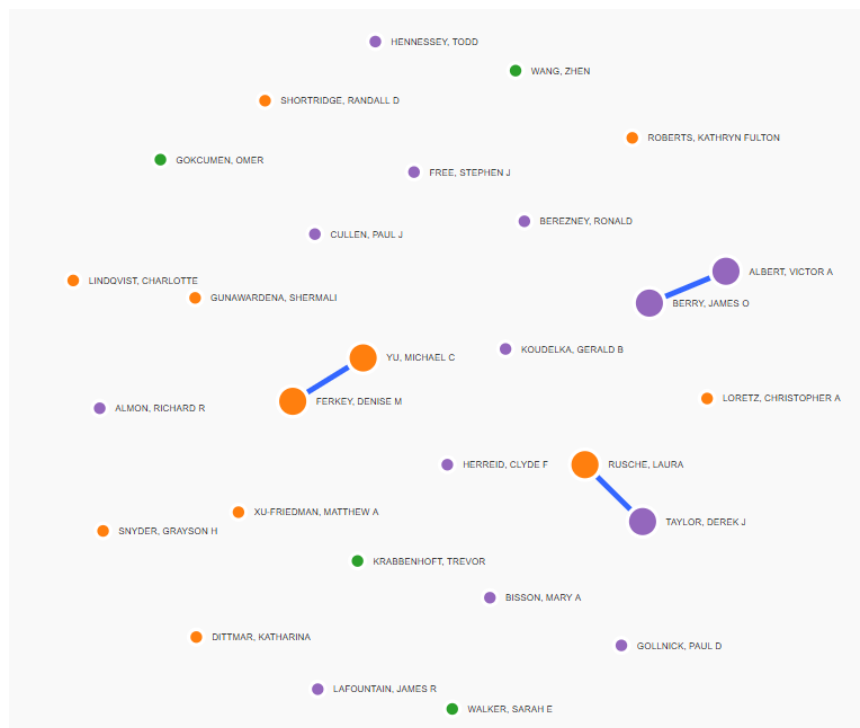 HENNESSEY, TODD
WANG, ZHEN
SHORTRIDGE, RANDALL D
ROBERTS, KATHRYN FULTON
GOKCUMEN, OMER
FREE, STEPHEN J
BEREZNEY, RONALD
CULLEN, PAUL J
ALBERT, VICTOR A
LINDQVIST, CHARLOTTE
GUNAWARDENA, SHERMALI
BERRY, JAMES O
KOUDELKA, GERALD B
YU, MICHAEL C
LORETZ, CHRISTOPHER A
FERKEY, DENISE M
ALMON, RICHARD R
HERREID, CLYDE F
RUSCHE, LAURA
XU-FRIEDMAN, MATTHEW A
TAYLOR, DEREK J
SNYDER, GRAYSON H
KRABBENHOFT, TREVOR
BISSON, MARY A
DITTMAR, KATHARINA
GOLLNICK, PAUL D
LAFOUNTAIN, JAMES R
WALKER, SARAH E